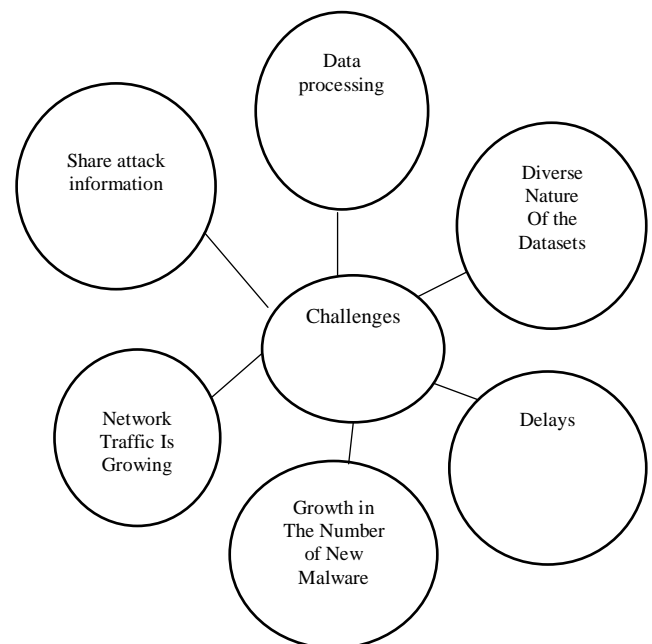 Data
processing
Share attack
information
Diverse
Nature
Of the
Datasets
Challenges
Network
Traffic Is
Growing
Delays
Growth in
The Number
of New
Malware